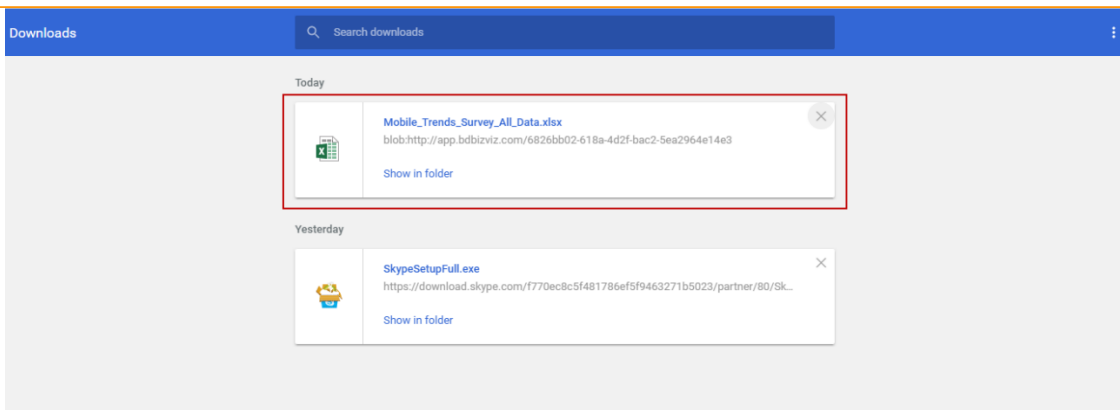 Downloads
Search downloads
Today
Mobile_Trends_Survey_All_Data.xlsx
blob:http://app.bdbizviz.com/6826bb02-618a-4d2f-bac2-5ea2964e14e3
Show in folder
Yesterday
SkypeSetupFull.exe
https://download.skype.com/f770ec8c5f481786ef5f9463271b5023/partner/80/Sk...
Show in folder